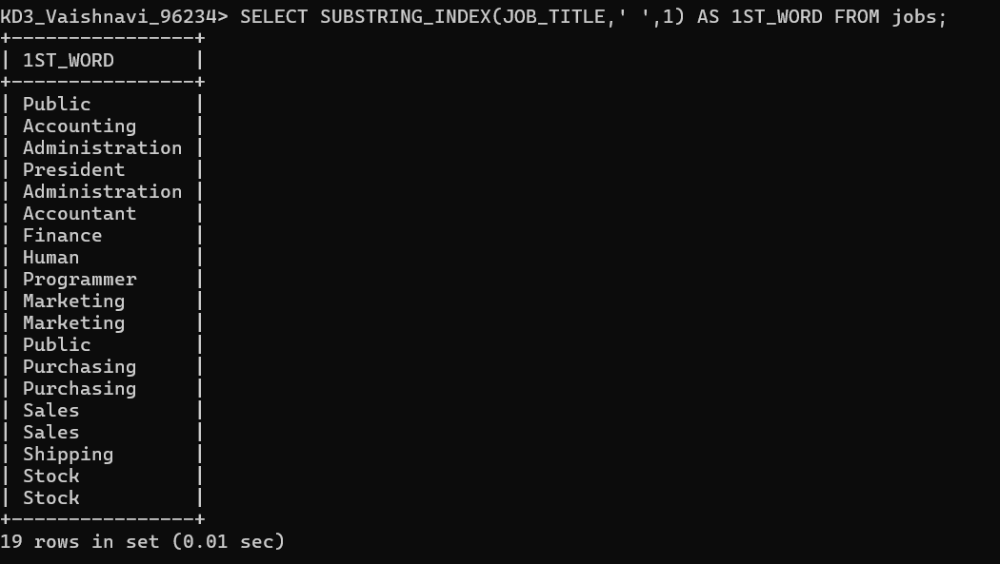 KD3_Vaishnavi_96234> SELECT SUBSTRING_INDEX(JOB_TITLE,' ',1) AS 1ST_WORD FROM jobs;
+----------------+
| 1ST_WORD       |
+----------------+
| Public         |
| Accounting     |
| Administration |
| President      |
| Administration |
| Accountant     |
| Finance        |
| Human          |
| Programmer     |
| Marketing      |
| Marketing      |
| Public         |
| Purchasing     |
| Purchasing     |
| Sales          |
| Sales          |
| Shipping       |
| Stock          |
| Stock          |
+----------------+
19 rows in set (0.01 sec)